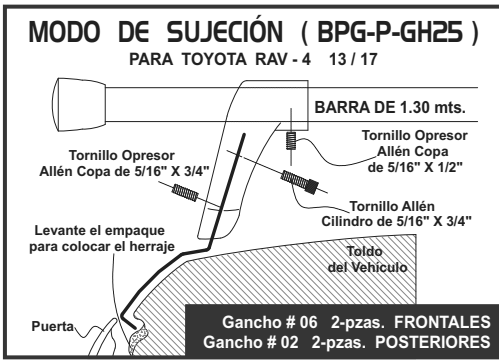 MODO DE SUJECIÓN ( BPG-P-GH25 )
PARA TOYOTA RAV - 4 13 / 17
BARRA DE 1.30 mts.
Tornillo Opresor
Allén Copa
de 5/16" X 1/2"
Tornillo Opresor
Allén Copa de 5/16" X 3/4"
Tornillo Allén
Cilindro de 5/16" X 3/4"
Levante el empaque
para colocar el herraje
Toldo
del Vehículo
Puerta
Gancho # 06 2-pzas. FRONTALES
Gancho # 02 2-pzas. POSTERIORES